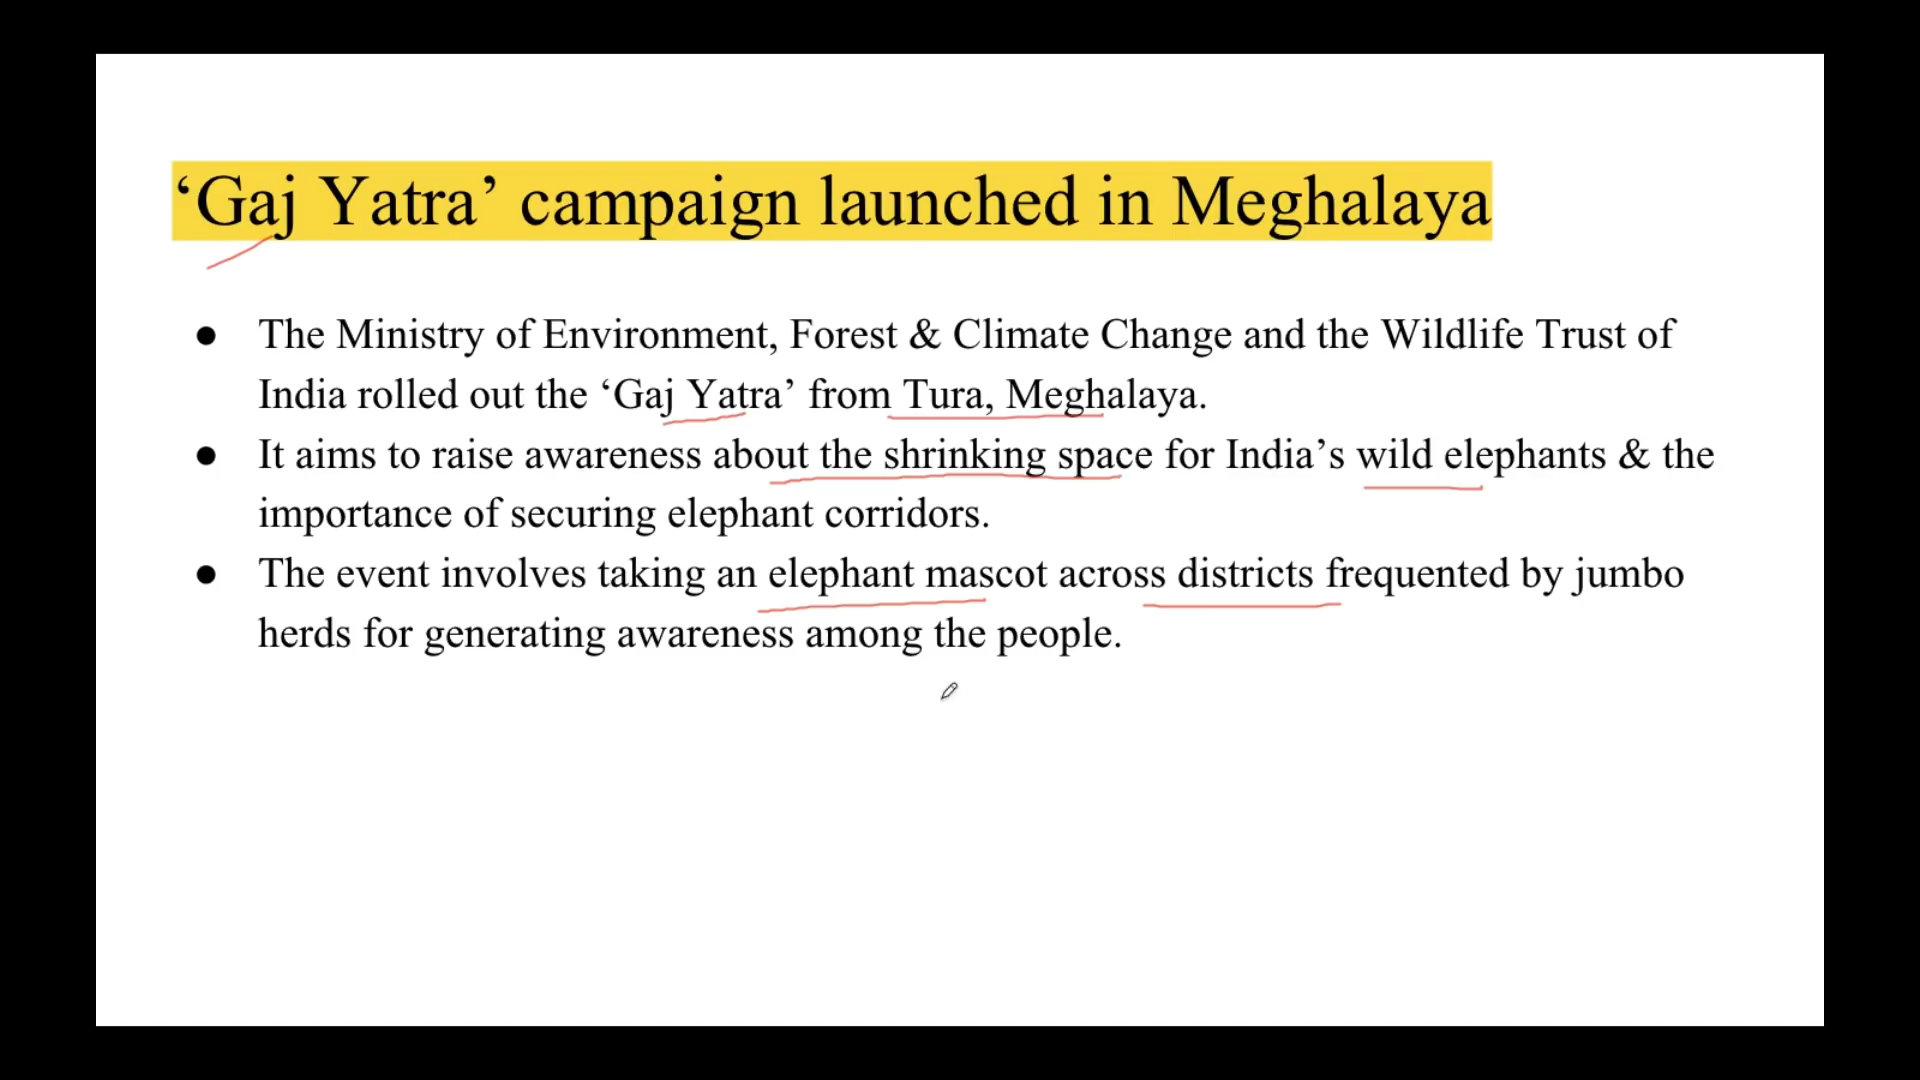 ‘Gaj Yatra’ campaign launched in Meghalaya
● The Ministry of Environment, Forest & Climate Change and the Wildlife Trust of
India rolled out the ‘Gaj Yatra’ from Tura, Meghalaya.
● It aims to raise awareness about the shrinking space for India’s wild elephants & the
importance of securing elephant corridors.
● The event involves taking an elephant mascot across districts frequented by jumbo
herds for generating awareness among the people.